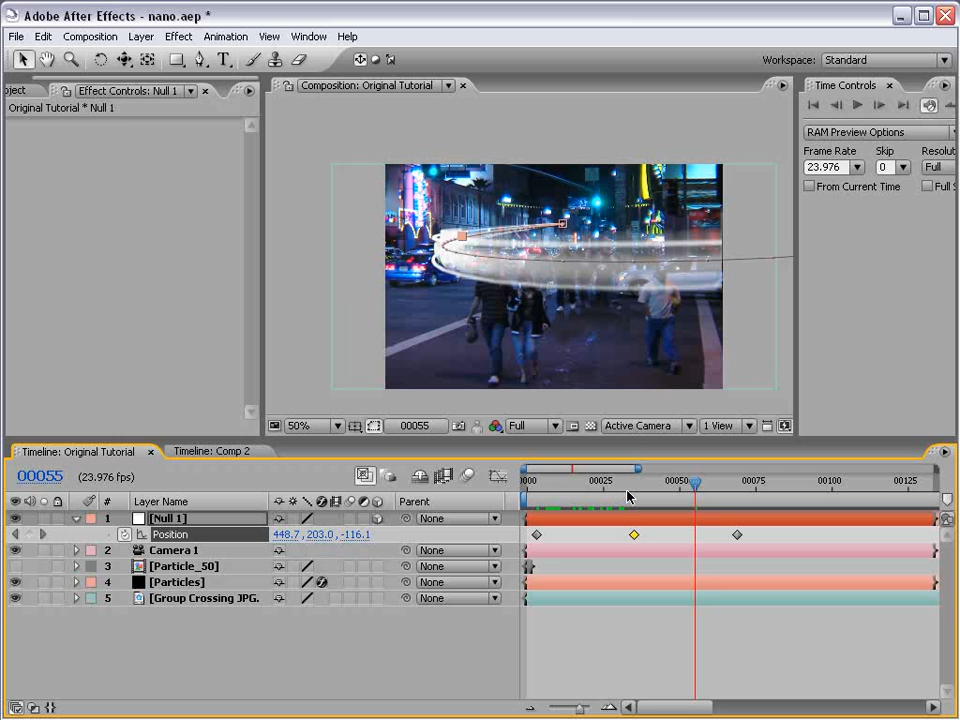 Adobe After Effects - nano.aep *
File Edit Composition Layer Effect Animation View Window Help
Workspace: Standard
oject Effect Controls: Null 1
Composition: Original Tutorial
Time Controls
Original Tutorial * Null 1
RAM Preview Options
Frame Rate Skip Resolut
23.976 0 Full
From Current Time Full S
50% 00055 Full Active Camera 1 View
Timeline: Original Tutorial Timeline: Comp 2
00055 (23.976 fps)
0000 00025 00050 00075 00100 00125
# Layer Name Parent
1 [Null 1] None
Position 448.7, 203.0, -116.1
2 Camera 1 None
3 [Particle_50] None
4 [Particles] None
5 [Group Crossing JPG. None